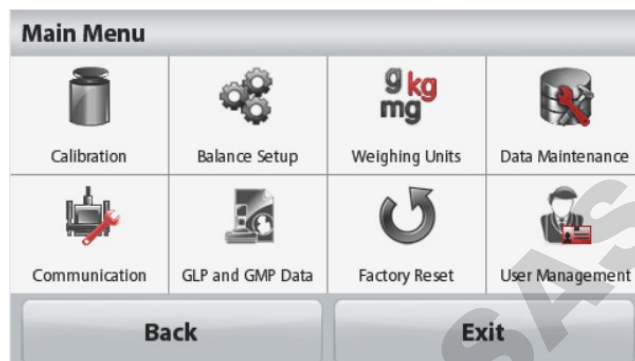 Main Menu
g kg
mg
Calibration Balance Setup Weighing Units Data Maintenance
Communication GLP and GMP Data Factory Reset User Management
Back Exit
SAS